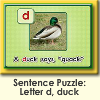 d
A duck says "quack!"
Sentence Puzzle:
Letter d, duck